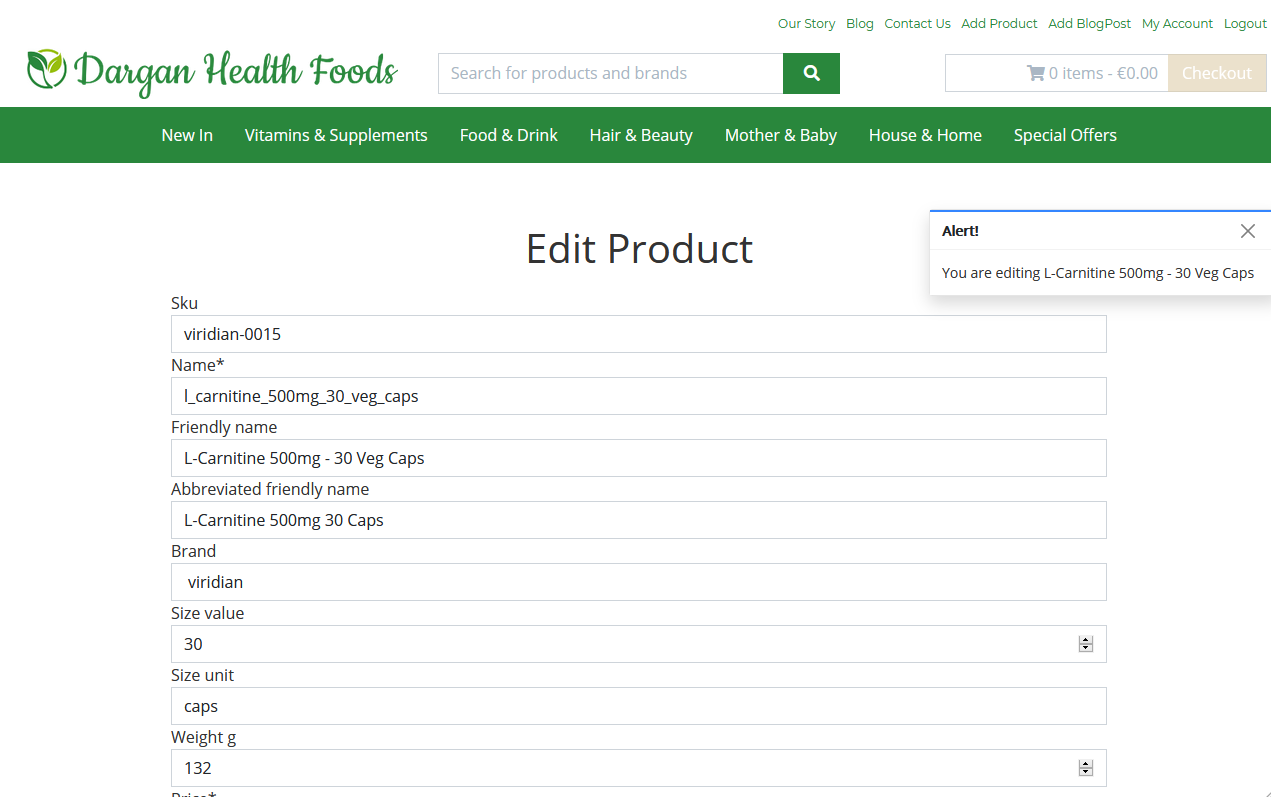 Our Story Blog Contact Us Add Product Add BlogPost My Account Logout
Dargan Health Foods
Search for products and brands
0 items - €0.00 Checkout
New In Vitamins & Supplements Food & Drink Hair & Beauty Mother & Baby House & Home Special Offers
Alert!
You are editing L-Carnitine 500mg - 30 Veg Caps
Edit Product
Sku
viridian-0015
Name*
l_carnitine_500mg_30_veg_caps
Friendly name
L-Carnitine 500mg - 30 Veg Caps
Abbreviated friendly name
L-Carnitine 500mg 30 Caps
Brand
viridian
Size value
30
Size unit
caps
Weight g
132
Price*